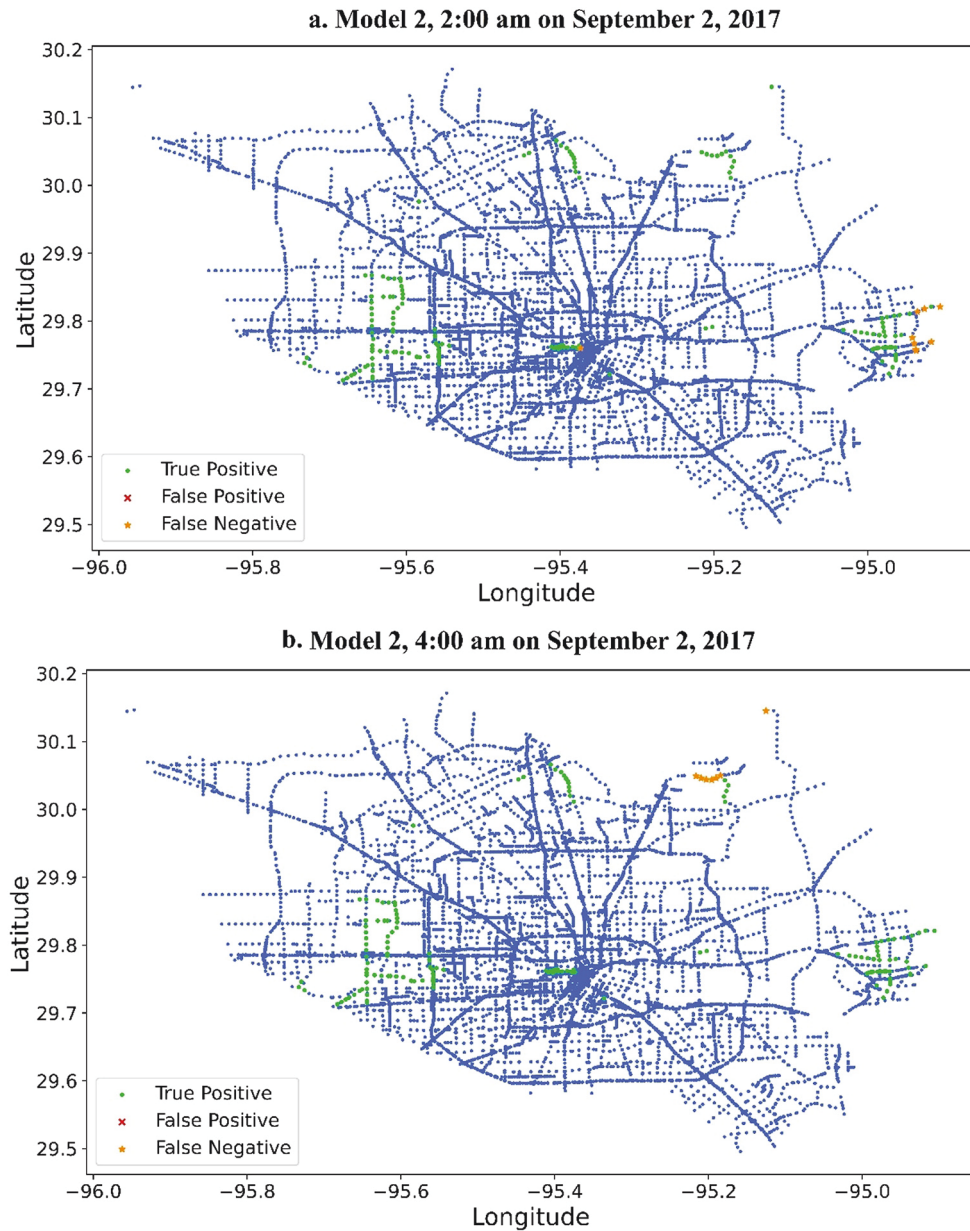 a. Model 2, 2:00 am on September 2, 2017
30.2
30.1
30.0
29.9
29.8
29.7
29.6
29.5
Latitude
True Positive
False Positive
False Negative
−96.0 −95.8 −95.6 −95.4 −95.2 −95.0
Longitude
b. Model 2, 4:00 am on September 2, 2017
30.2
30.1
30.0
29.9
29.8
29.7
29.6
29.5
Latitude
True Positive
False Positive
False Negative
−96.0 −95.8 −95.6 −95.4 −95.2 −95.0
Longitude